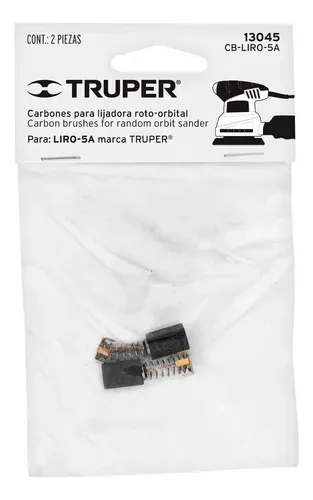 CONT.: 2 PIEZAS
13045
CB-LIRO-5A
TRUPER®
Carbones para lijadora roto-orbital
Carbon brushes for random orbit sander
Para: LIRO-5A marca TRUPER®